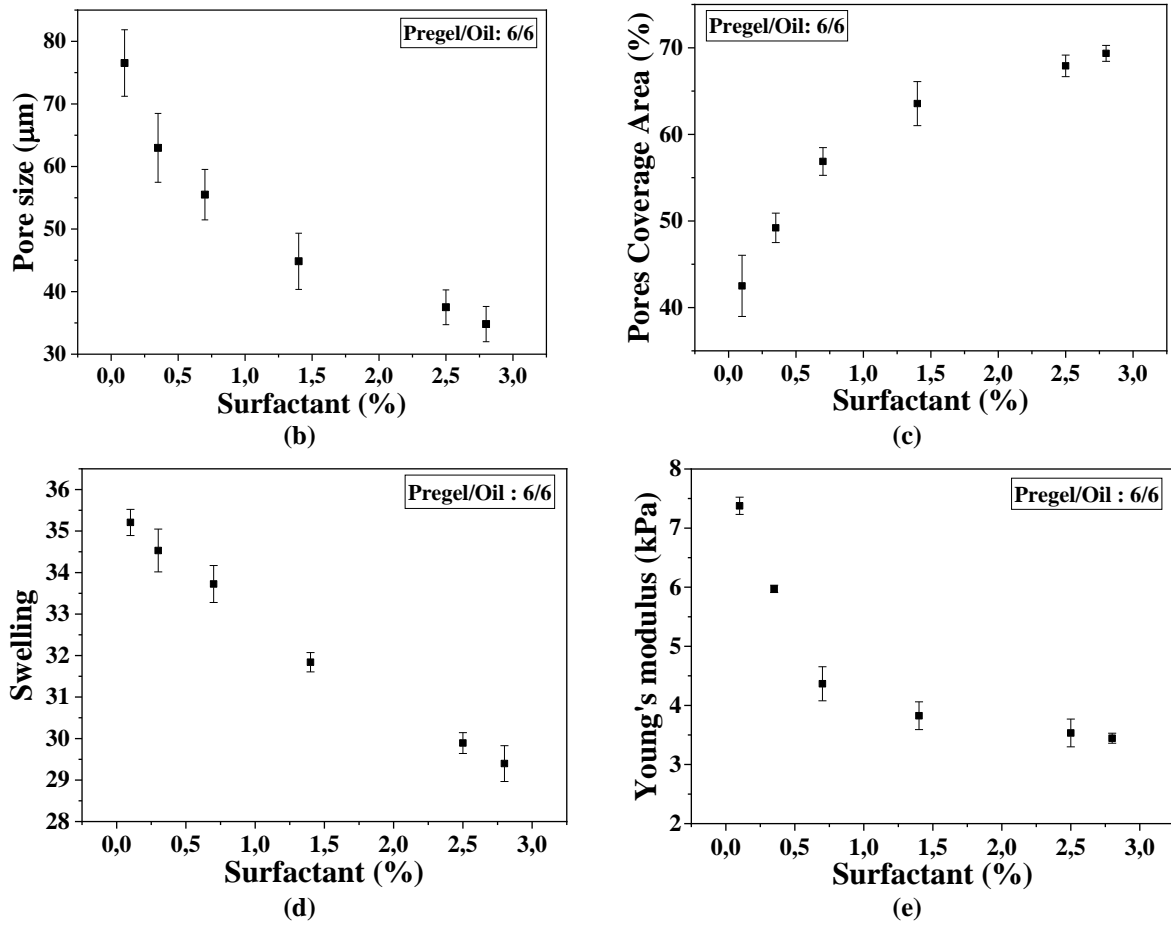 Pregel/Oil: 6/6
Pore size (μm)
80
70
60
50
40
30
0,0 0,5 1,0 1,5 2,0 2,5 3,0
Surfactant (%)
(b)
Pregel/Oil: 6/6
Pores Coverage Area (%)
70
60
50
40
0,0 0,5 1,0 1,5 2,0 2,5 3,0
Surfactant (%)
(c)
Pregel/Oil : 6/6
Swelling
36
35
34
33
32
31
30
29
28
0,0 0,5 1,0 1,5 2,0 2,5 3,0
Surfactant (%)
(d)
Pregel/Oil : 6/6
Young's modulus (kPa)
8
7
6
5
4
3
2
0,0 0,5 1,0 1,5 2,0 2,5 3,0
Surfactant (%)
(e)